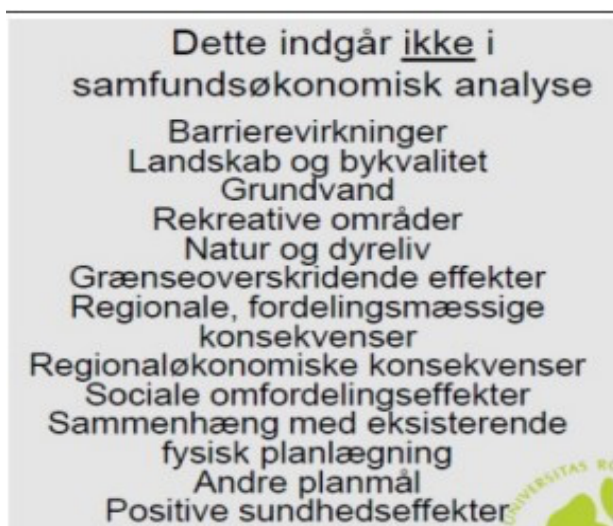 Dette indgår ikke i
samfundsøkonomisk analyse
Barrierevirkninger
Landskab og bykvalitet
Grundvand
Rekreative områder
Natur og dyreliv
Grænseoverskridende effekter
Regionale, fordelingsmæssige
konsekvenser
Regionaløkonomiske konsekvenser
Sociale omfordelingseffekter
Sammenhæng med eksisterende
fysisk planlægning
Andre planmål
Positive sundhedseffekter
UNIVERSITAS